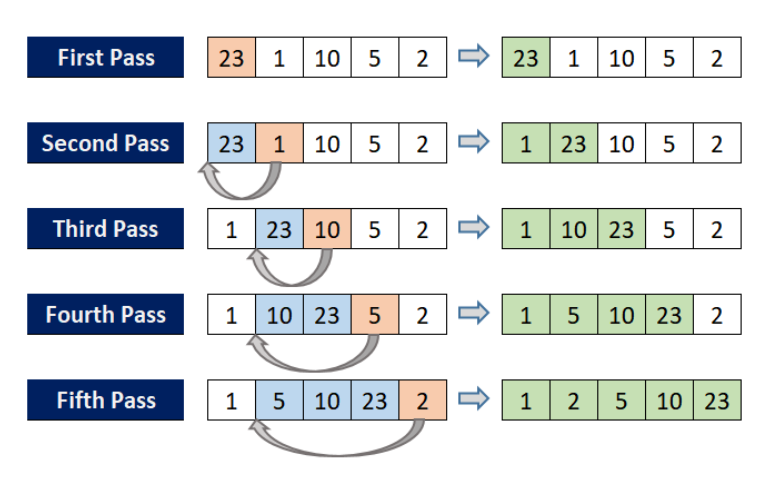 First Pass 23 1 10 5 2 23 1 10 5 2
Second Pass 23 1 10 5 2 1 23 10 5 2
Third Pass 1 23 10 5 2 1 10 23 5 2
Fourth Pass 1 10 23 5 2 1 5 10 23 2
Fifth Pass 1 5 10 23 2 1 2 5 10 23